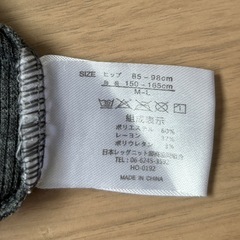 SIZE ヒップ 85-98cm
身長 150-165cm
M-L
組成表示
ポリエステル 60%
レーヨン
ポリウレタン
日本レッグニット
TEL 06-6245-
HO-0192
MADE IN CHINA